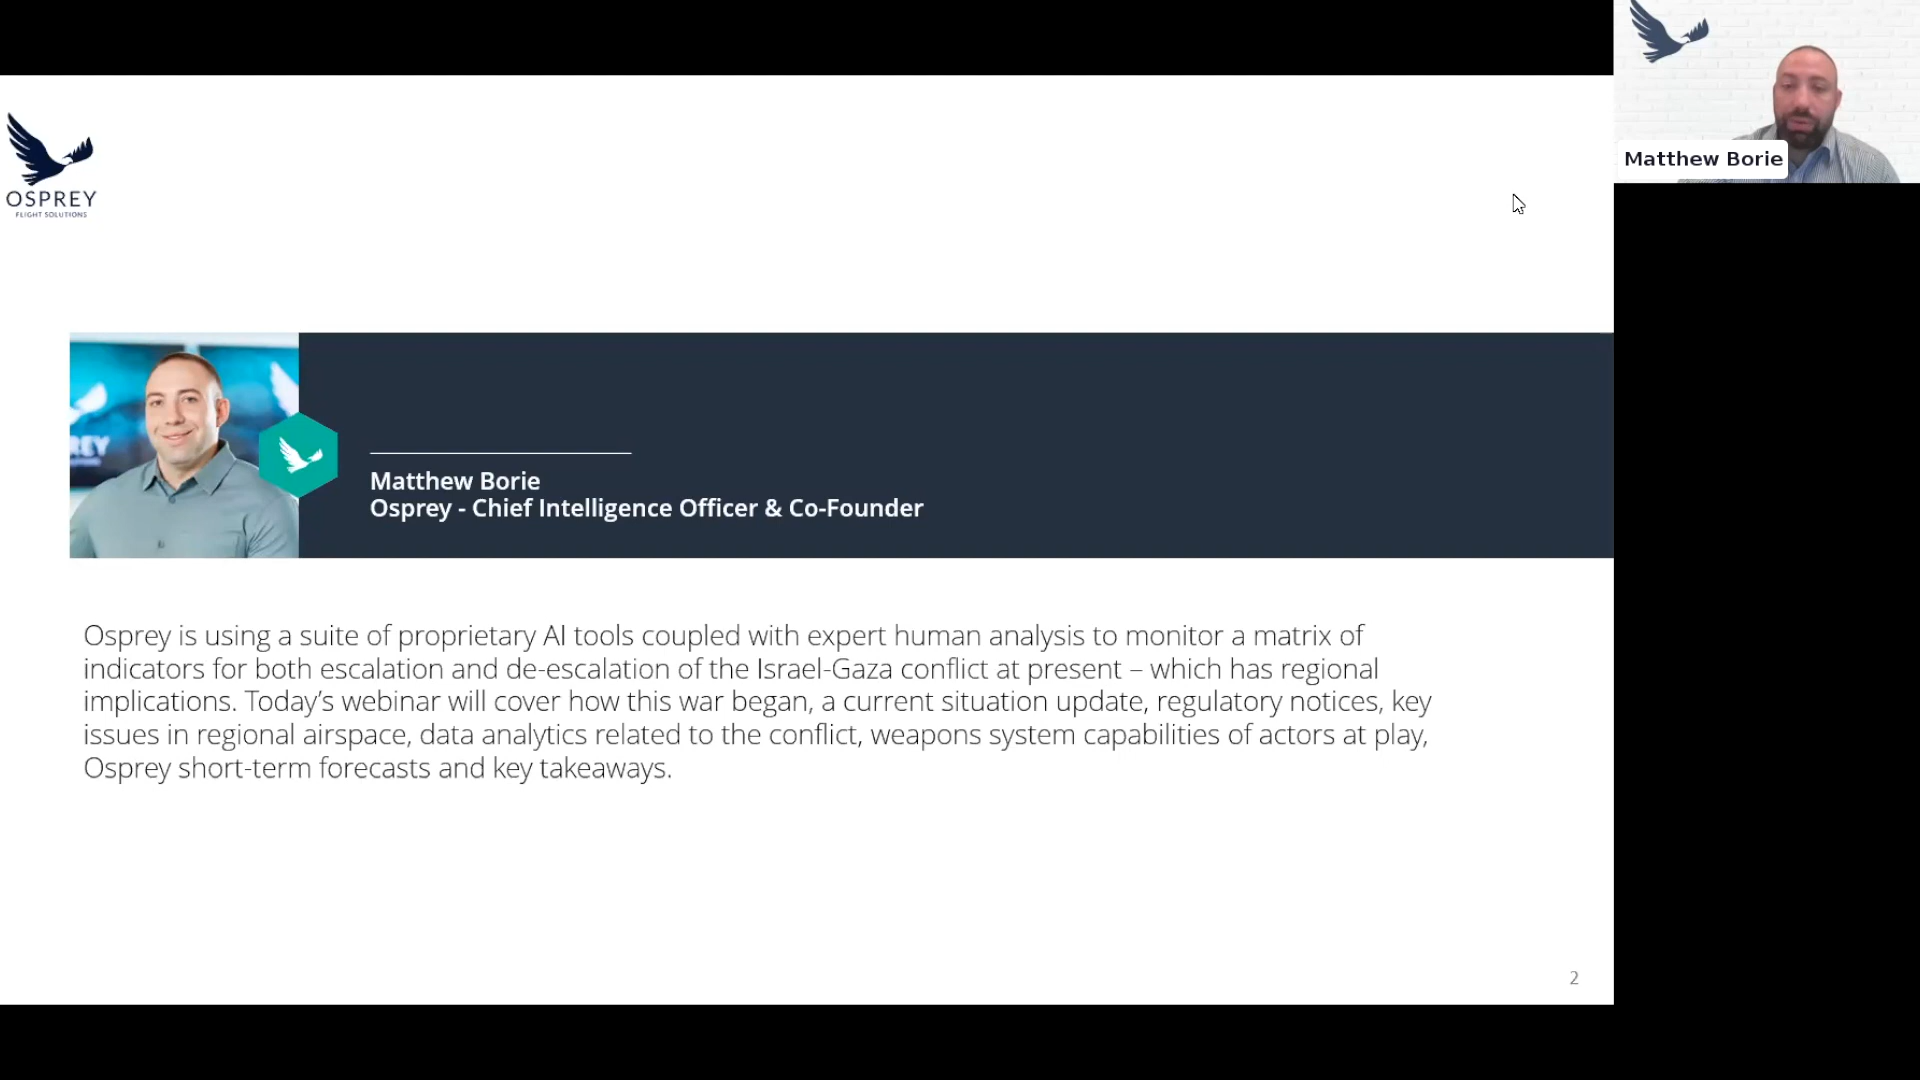 OSPREY
FLIGHT SOLUTIONS
Matthew Borie
REY
Matthew Borie
Osprey - Chief Intelligence Officer & Co-Founder
Osprey is using a suite of proprietary AI tools coupled with expert human analysis to monitor a matrix of
indicators for both escalation and de-escalation of the Israel-Gaza conflict at present – which has regional
implications. Today’s webinar will cover how this war began, a current situation update, regulatory notices, key
issues in regional airspace, data analytics related to the conflict, weapons system capabilities of actors at play,
Osprey short-term forecasts and key takeaways.
2